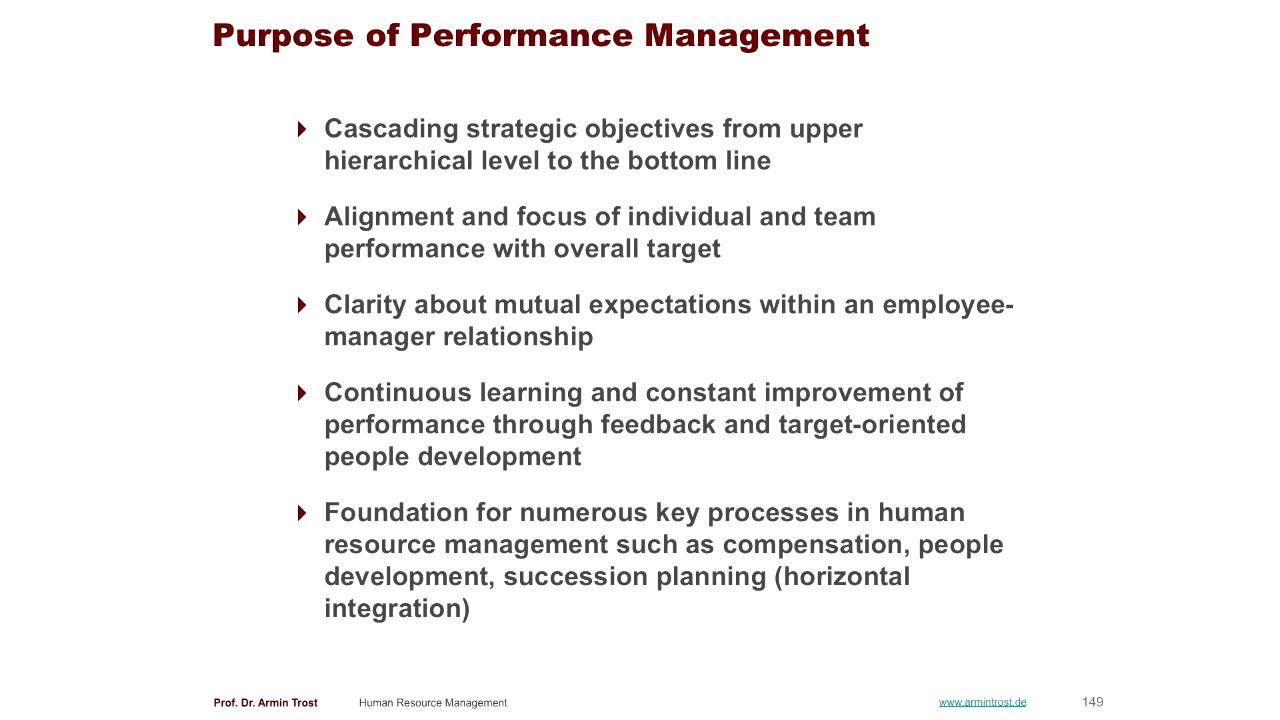 Purpose of Performance Management
Cascading strategic objectives from upper
hierarchical level to the bottom line
Alignment and focus of individual and team
performance with overall target
Clarity about mutual expectations within an employee-
manager relationship
Continuous learning and constant improvement of
performance through feedback and target-oriented
people development
Foundation for numerous key processes in human
resource management such as compensation, people
development, succession planning (horizontal
integration)
Prof. Dr. Armin Trost Human Resource Management www.armintrost.de 149